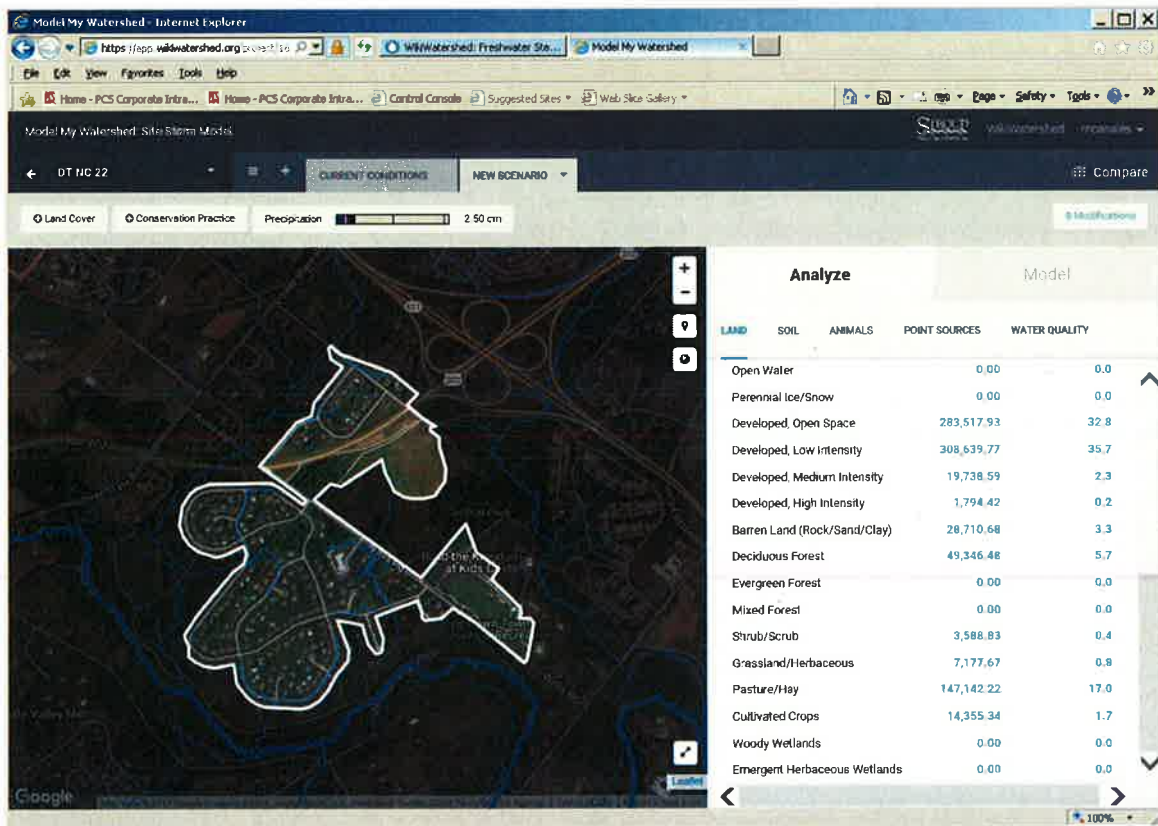 Model My Watershed - Internet Explorer
https://app.wikiwatershed.org
WikiWatershed: Freshwater Ste...
Model My Watershed
File Edit View Favorites Tools Help
Home - PCS Corporate Intra... Home - PCS Corporate Intra... Control Console Suggested Sites Web Slice Gallery
Page Safety Tools
Model My Watershed: Site Storm Model
WikiWatershed
DT NC 22
CURRENT CONDITIONS
NEW SCENARIO
Compare
Land Cover
Conservation Practice
Precipitation
2.50 cm
Analyze
Model
LAND SOIL ANIMALS POINT SOURCES WATER QUALITY
Open Water 0.00 0.0
Perennial Ice/Snow 0.00 0.0
Developed, Open Space 283,517.93 32.8
Developed, Low Intensity 308,639.77 35.7
Developed, Medium Intensity 19,738.59 2.3
Developed, High Intensity 1,794.42 0.2
Barren Land (Rock/Sand/Clay) 28,710.68 3.3
Deciduous Forest 49,346.48 5.7
Evergreen Forest 0.00 0.0
Mixed Forest 0.00 0.0
Shrub/Scrub 3,588.83 0.4
Grassland/Herbaceous 7,177.67 0.8
Pasture/Hay 147,142.22 17.0
Cultivated Crops 14,355.34 1.7
Woody Wetlands 0.00 0.0
Emergent Herbaceous Wetlands 0.00 0.0
Leaflet
Google
100%